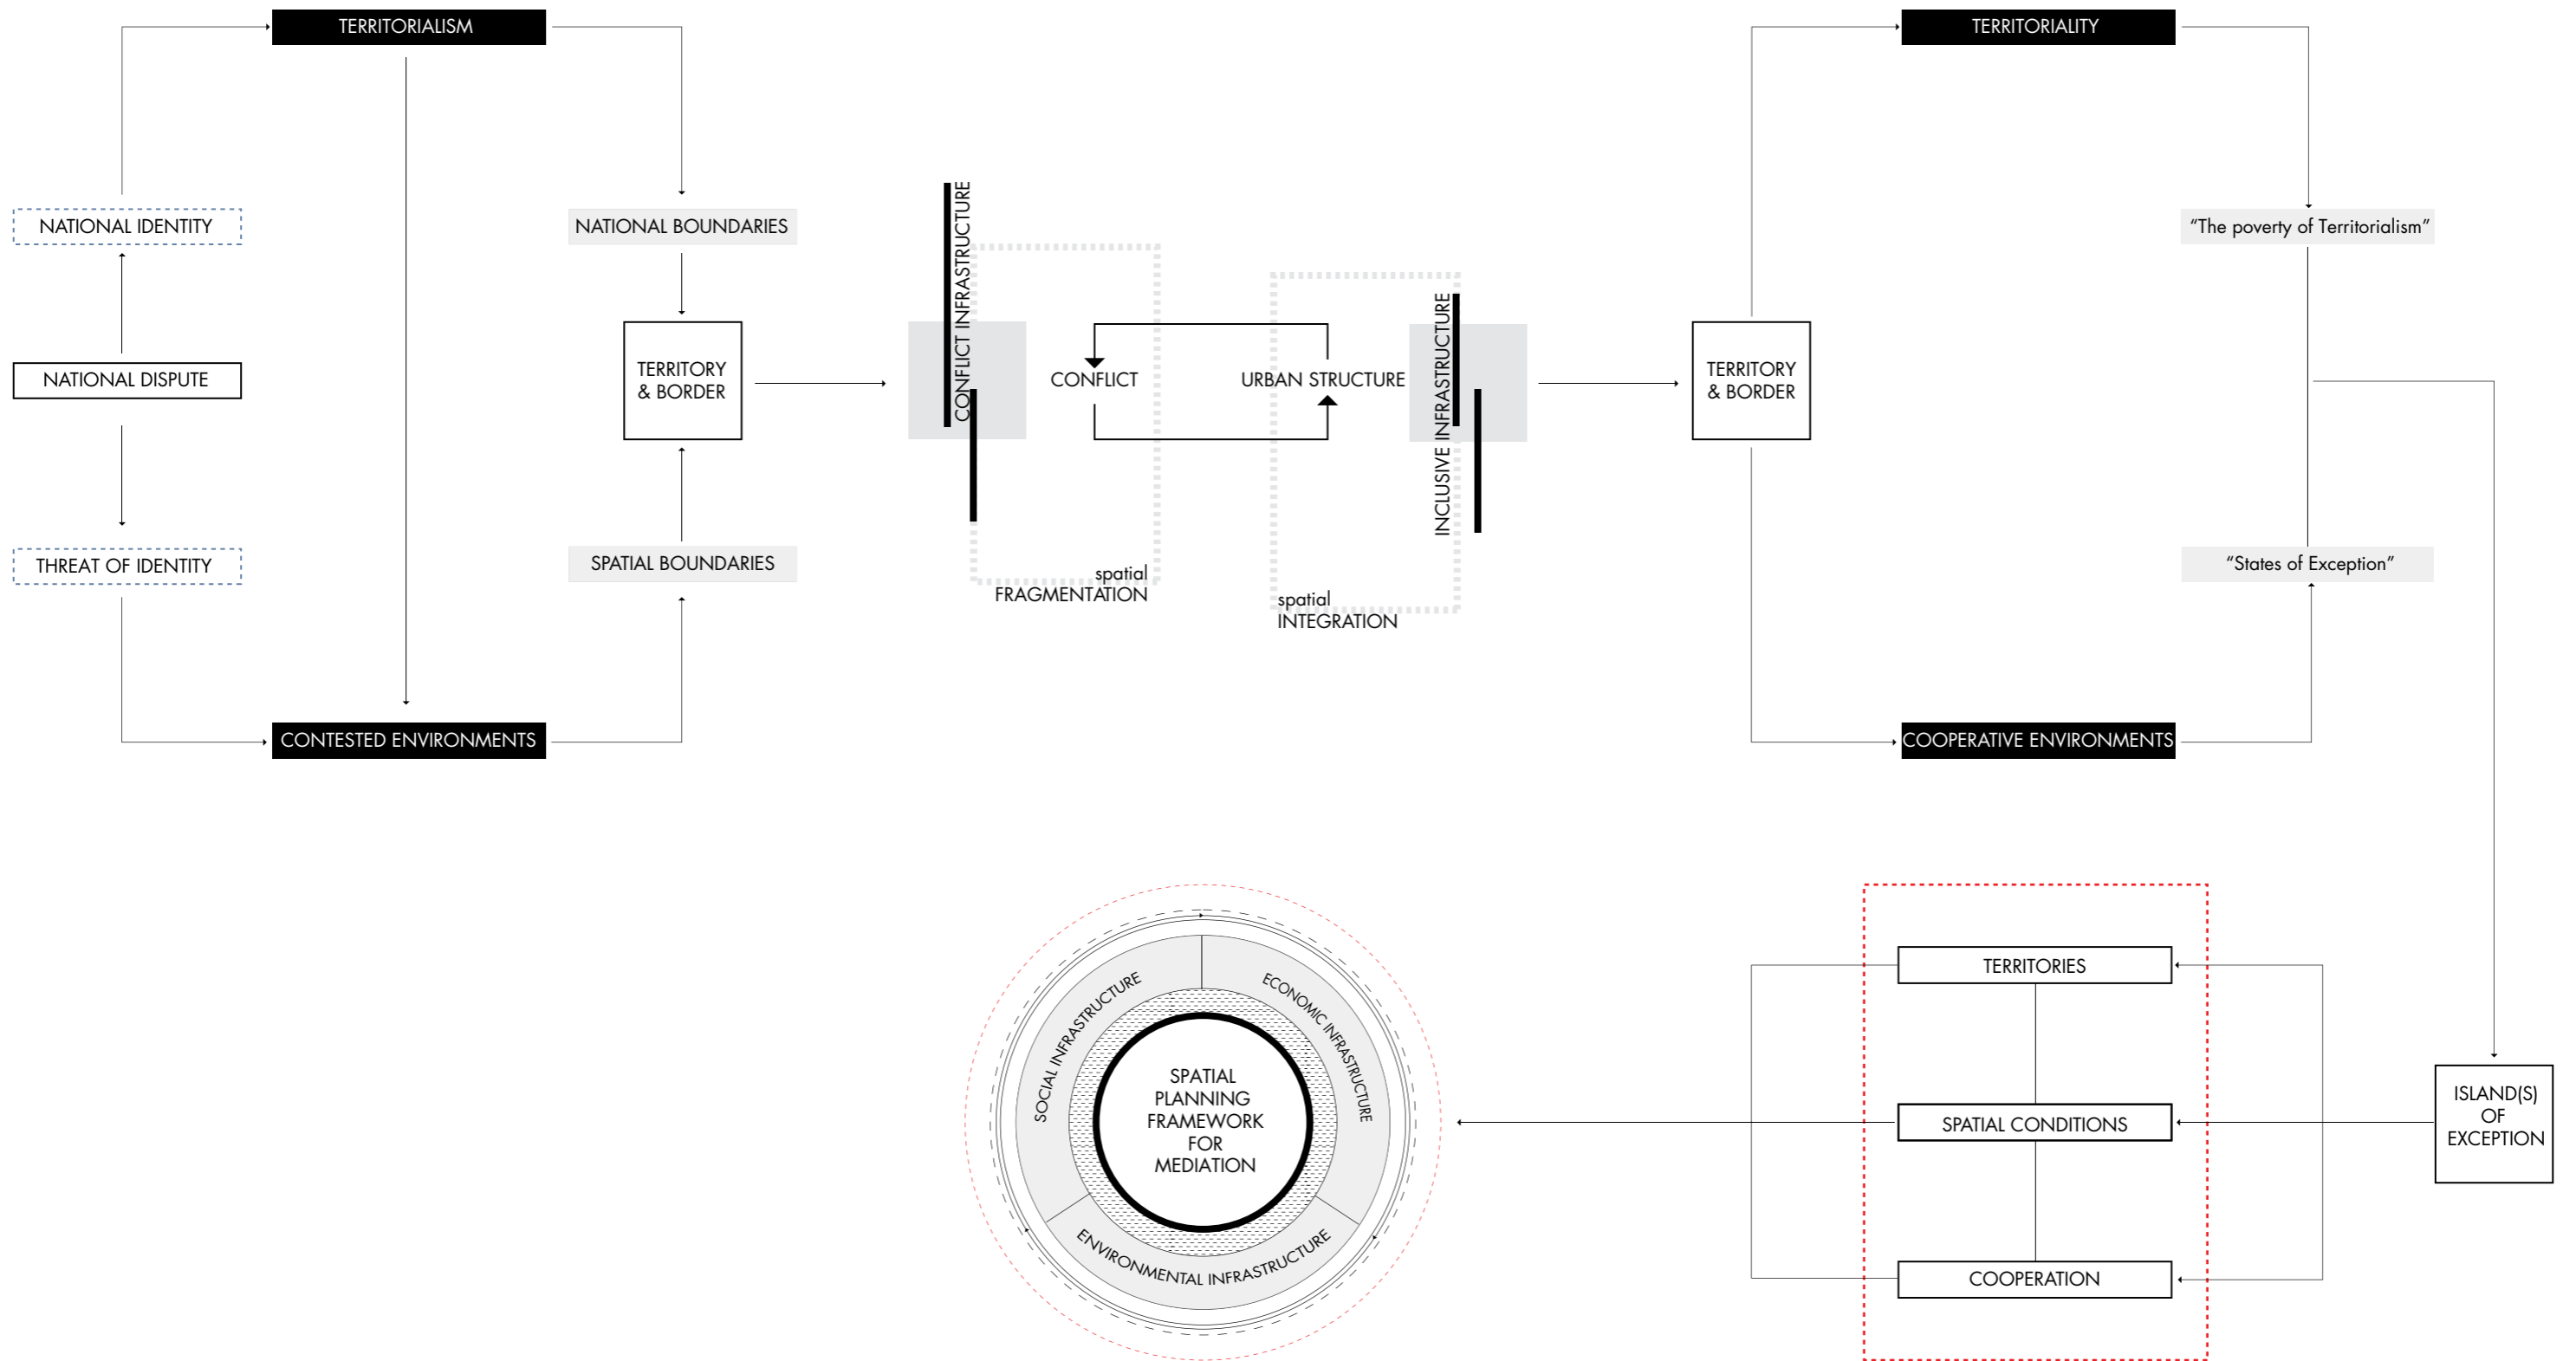 TERRITORIALISM
NATIONAL IDENTITY
NATIONAL DISPUTE
THREAT OF IDENTITY
CONTESTED ENVIRONMENTS
NATIONAL BOUNDARIES
TERRITORY
& BORDER
SPATIAL BOUNDARIES
CONFLICT INFRASTRUCTURE
CONFLICT
spatial
FRAGMENTATION
URBAN STRUCTURE
INCLUSIVE INFRASTRUCTURE
spatial
INTEGRATION
TERRITORY
& BORDER
TERRITORIALITY
“The poverty of Territorialism”
“States of Exception”
COOPERATIVE ENVIRONMENTS
ISLAND(S)
OF
EXCEPTION
TERRITORIES
SPATIAL CONDITIONS
COOPERATION
SOCIAL INFRASTRUCTURE
ECONOMIC INFRASTRUCTURE
ENVIRONMENTAL INFRASTRUCTURE
SPATIAL
PLANNING
FRAMEWORK
FOR
MEDIATION